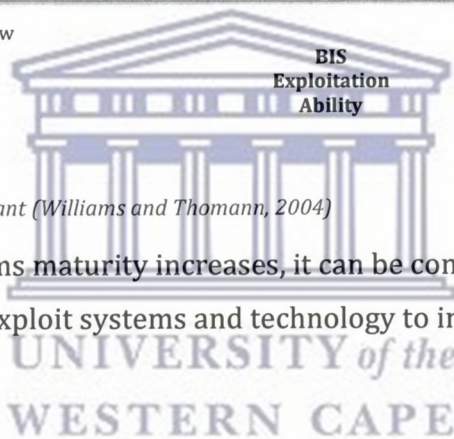 w
BIS
Exploitation
Ability
ant (Williams and Thomann, 2004)
ms maturity increases, it can be con
xploit systems and technology to in
UNIVERSITY of the
WESTERN CAPE